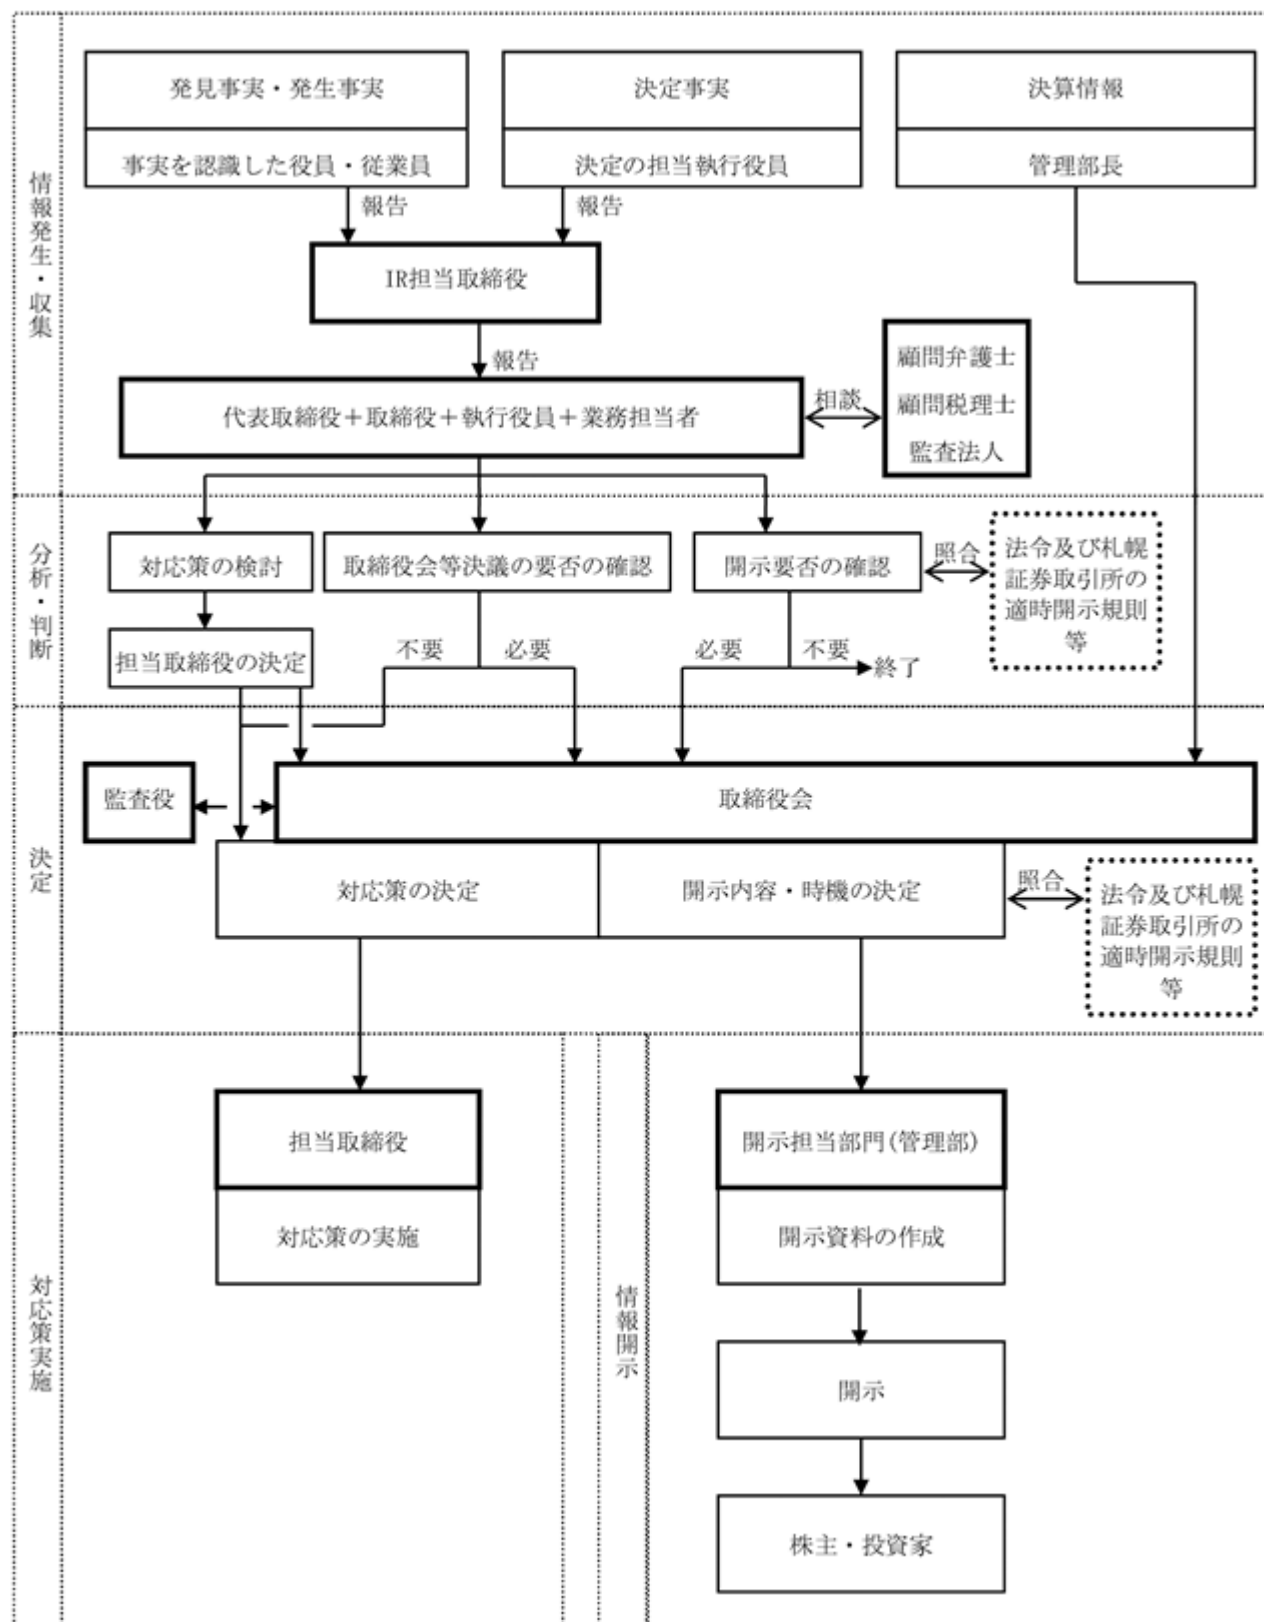 情報発生・収集
発見事実・発生事実
事実を認識した役員・従業員
決定事実
決定の担当執行役員
決算情報
管理部長
報告
報告
IR担当取締役
報告
代表取締役＋取締役＋執行役員＋業務担当者
相談
顧問弁護士
顧問税理士
監査法人
分析・判断
対応策の検討
取締役会等決議の要否の確認
開示要否の確認
照合
法令及び札幌
証券取引所の
適時開示規則
等
担当取締役の決定
不要
必要
必要
不要
終了
決定
監査役
取締役会
対応策の決定
開示内容・時機の決定
照合
法令及び札幌
証券取引所の
適時開示規則
等
対応策実施
担当取締役
対応策の実施
情報開示
開示担当部門(管理部)
開示資料の作成
開示
株主・投資家